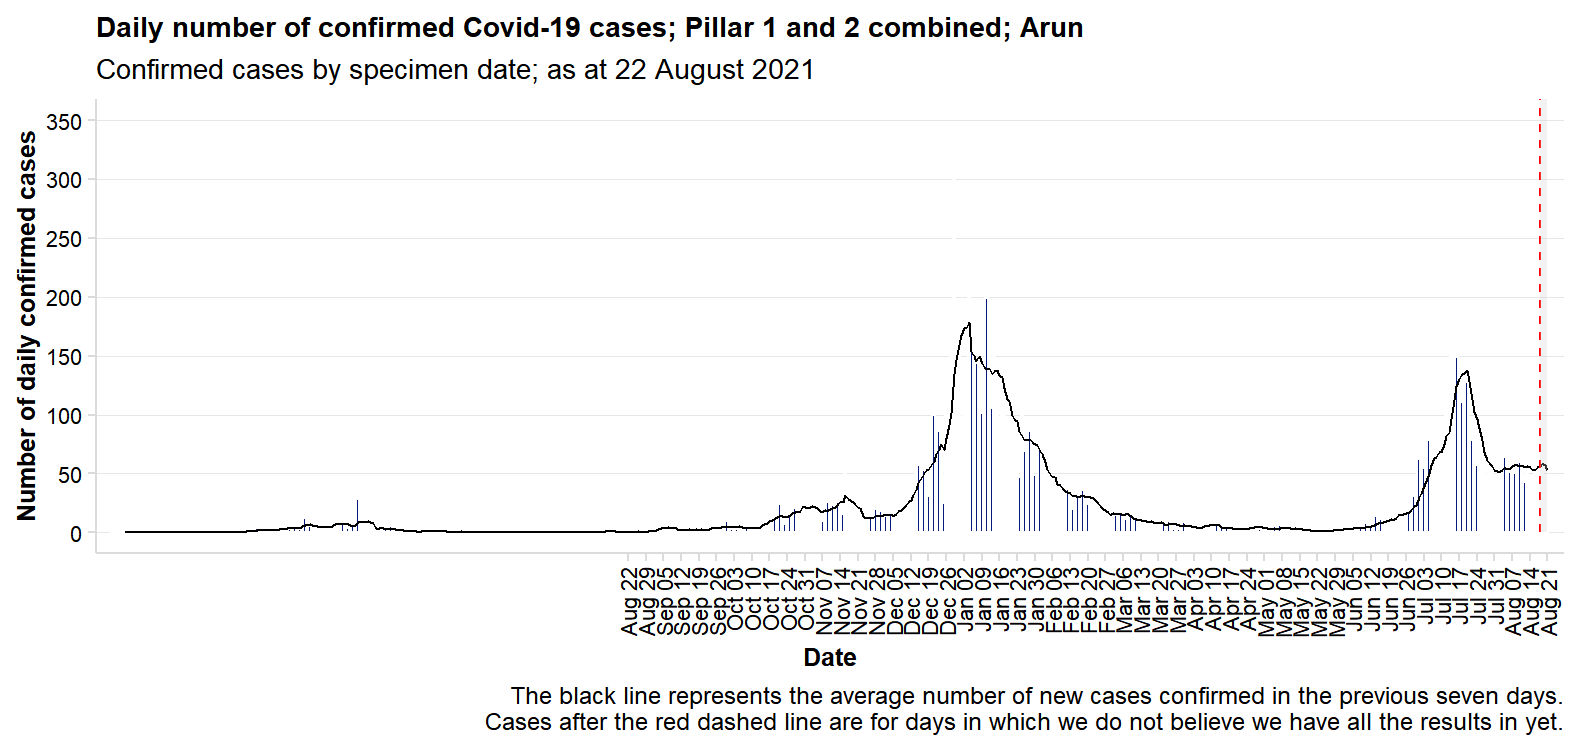 Daily number of confirmed Covid-19 cases; Pillar 1 and 2 combined; Arun
Confirmed cases by specimen date; as at 22 August 2021
Number of daily confirmed cases
350
300
250
200
150
100
50
0
Aug 22
Aug 29
Sep 05
Sep 12
Sep 19
Sep 26
Oct 03
Oct 10
Oct 17
Oct 24
Oct 31
Nov 07
Nov 14
Nov 21
Nov 28
Dec 05
Dec 12
Dec 19
Dec 26
Jan 02
Jan 09
Jan 16
Jan 23
Jan 30
Feb 06
Feb 13
Feb 20
Feb 27
Mar 06
Mar 13
Mar 20
Mar 27
Apr 03
Apr 10
Apr 17
Apr 24
May 01
May 08
May 15
May 22
May 29
Jun 05
Jun 12
Jun 19
Jun 26
Jul 03
Jul 10
Jul 17
Jul 24
Jul 31
Aug 07
Aug 14
Aug 21
Date
The black line represents the average number of new cases confirmed in the previous seven days.
Cases after the red dashed line are for days in which we do not believe we have all the results in yet.